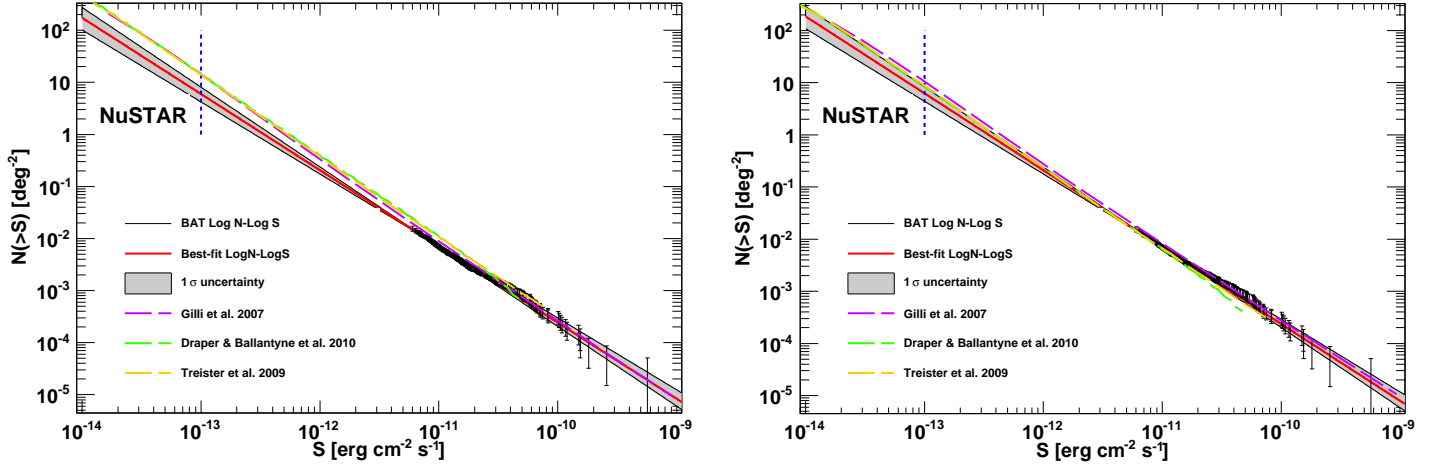 N(>S) [deg⁻²]
10²
10
1
10⁻¹
10⁻²
10⁻³
10⁻⁴
10⁻⁵
NuSTAR
BAT Log N-Log S
Best-fit LogN-LogS
1 σ uncertainty
Gilli et al. 2007
Draper & Ballantyne et al. 2010
Treister et al. 2009
10⁻¹⁴ 10⁻¹³ 10⁻¹² 10⁻¹¹ 10⁻¹⁰ 10⁻⁹
S [erg cm⁻² s⁻¹]
N(>S) [deg⁻²]
10²
10
1
10⁻¹
10⁻²
10⁻³
10⁻⁴
10⁻⁵
NuSTAR
BAT Log N-Log S
Best-fit LogN-LogS
1 σ uncertainty
Gilli et al. 2007
Draper & Ballantyne et al. 2010
Treister et al. 2009
10⁻¹⁴ 10⁻¹³ 10⁻¹² 10⁻¹¹ 10⁻¹⁰ 10⁻⁹
S [erg cm⁻² s⁻¹]